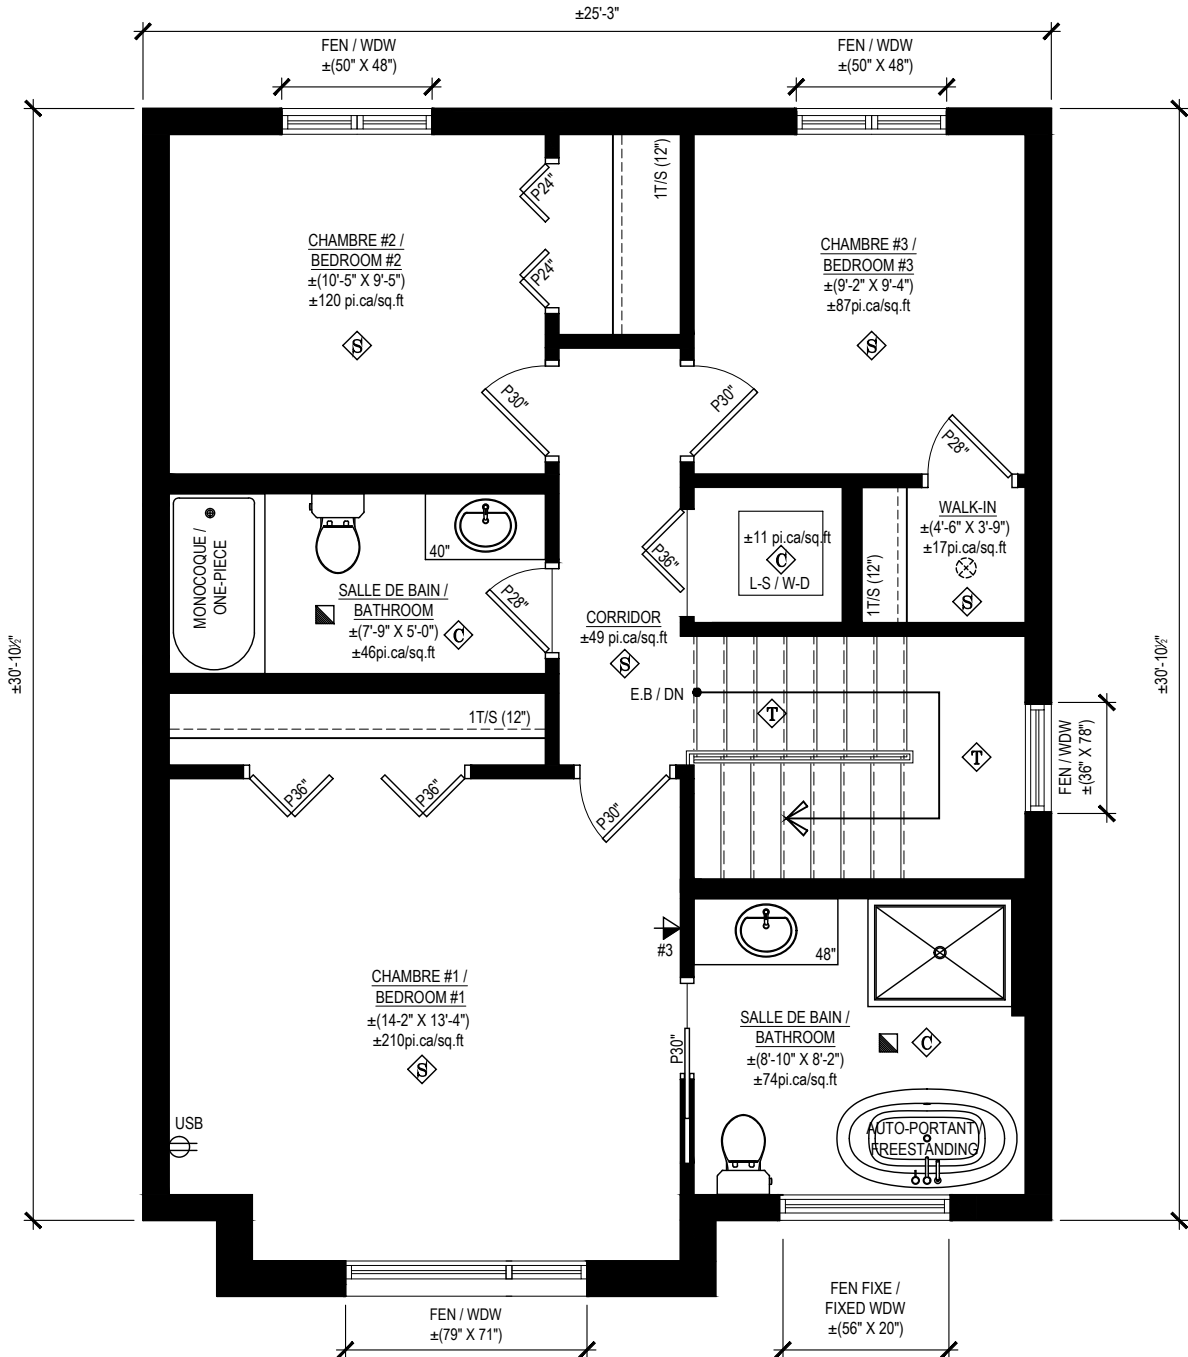 ±25'-3"
FEN / WDW
±(50" X 48")
FEN / WDW
±(50" X 48")
±30'-10½"
±30'-10½"
P24"
P24"
1T/S (12")
CHAMBRE #2 /
BEDROOM #2
±(10'-5" X 9'-5")
±120 pi.ca/sq.ft
S
CHAMBRE #3 /
BEDROOM #3
±(9'-2" X 9'-4")
±87pi.ca/sq.ft
S
P30"
P30"
P28"
MONOCOQUE /
ONE-PIECE
40"
SALLE DE BAIN /
BATHROOM
±(7'-9" X 5'-0")
±46pi.ca/sq.ft
C
P28"
P36"
±11 pi.ca/sq.ft
C
L-S / W-D
1T/S (12")
WALK-IN
±(4'-6" X 3'-9")
±17pi.ca/sq.ft
S
CORRIDOR
±49 pi.ca/sq.ft
S
E.B / DN
T
T
FEN / WDW
±(36" X 78")
1T/S (12")
P36"
P36"
P30"
#3
48"
CHAMBRE #1 /
BEDROOM #1
±(14-2" X 13'-4")
±210pi.ca/sq.ft
S
P30"
SALLE DE BAIN /
BATHROOM
±(8'-10" X 8'-2")
±74pi.ca/sq.ft
C
USB
AUTO-PORTANT /
FREESTANDING
FEN / WDW
±(79" X 71")
FEN FIXE /
FIXED WDW
±(56" X 20")